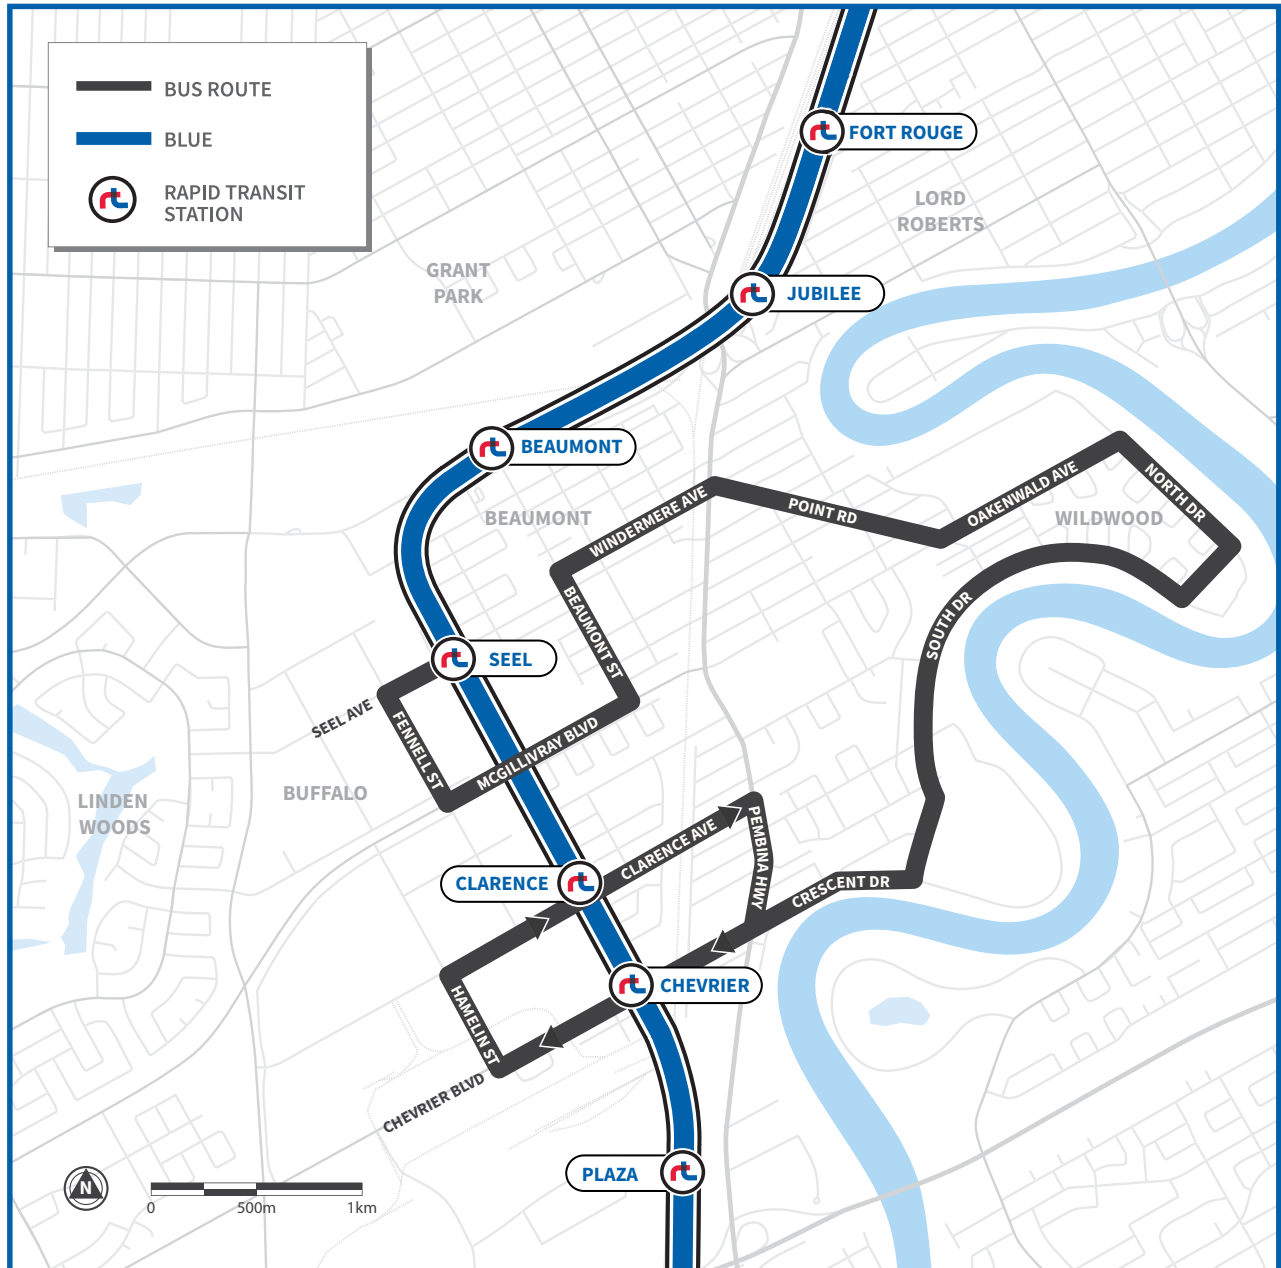 BUS ROUTE
BLUE
RAPID TRANSIT
STATION
FORT ROUGE
LORD
ROBERTS
GRANT
PARK
JUBILEE
BEAUMONT
BEAUMONT
WINDERMERE AVE
POINT RD
OAKENWALD AVE
NORTH DR
WILDWOOD
BEAUMONT ST
SOUTH DR
SEEL
SEEL AVE
FENNELL ST
MCGILLIVRAY BLVD
BUFFALO
LINDEN
WOODS
CLARENCE AVE
PEMBINA HWY
CLARENCE
CRESCENT DR
CHEVRIER
HAMELIN ST
CHEVRIER BLVD
PLAZA
N
0
500m
1km